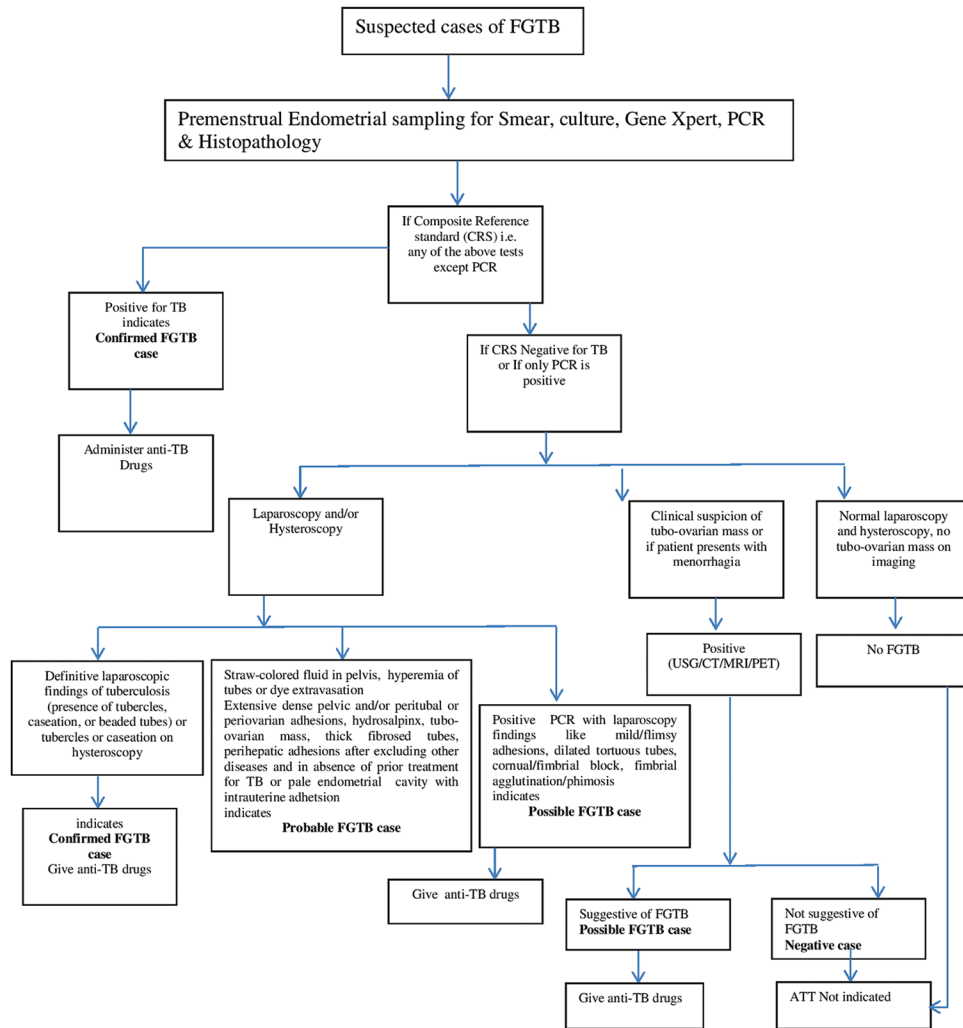 Suspected cases of FGTB
Premenstrual Endometrial sampling for Smear, culture, Gene Xpert, PCR
& Histopathology
If Composite Reference
standard (CRS) i.e.
any of the above tests
except PCR
Positive for TB
indicates
Confirmed FGTB
case
If CRS Negative for TB
or If only PCR is
positive
Administer anti-TB
Drugs
Laparoscopy and/or
Hysteroscopy
Clinical suspicion of
tubo-ovarian mass or
if patient presents with
menorrhagia
Normal laparoscopy
and hysteroscopy, no
tubo-ovarian mass on
imaging
Positive
(USG/CT/MRI/PET)
No FGTB
Definitive laparoscopic
findings of tuberculosis
(presence of tubercles,
caseation, or beaded tubes) or
tubercles or caseation on
hysteroscopy
Straw-colored fluid in pelvis, hyperemia of
tubes or dye extravasation
Extensive dense pelvic and/or peritubal or
periovarian adhesions, hydrosalpinx, tubo-
ovarian mass, thick fibrosed tubes,
perihepatic adhesions after excluding other
diseases and in absence of prior treatment
for TB or pale endometrial cavity with
intrauterine adhetsion
indicates
Probable FGTB case
Positive PCR with laparoscopy
findings like mild/flimsy
adhesions, dilated tortuous tubes,
cornual/fimbrial block, fimbrial
agglutination/phimosis
indicates
Possible FGTB case
indicates
Confirmed FGTB
case
Give anti-TB drugs
Give anti-TB drugs
Suggestive of FGTB
Possible FGTB case
Not suggestive of
FGTB
Negative case
Give anti-TB drugs
ATT Not indicated